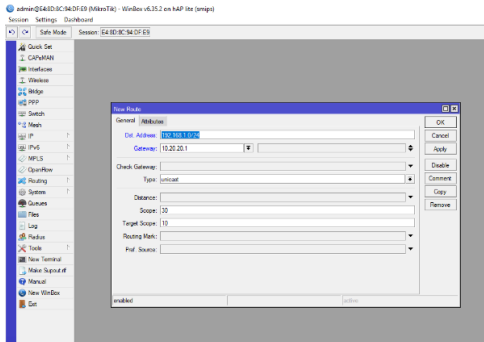 admin@E4:8D:8C:94:DF:E9 (MikroTik) - WinBox v6.35.2 on hAP lite (smips)
Session Settings Dashboard
Safe Mode Session: E4:8D:8C:94:DF:E9
Quick Set
CAPsMAN
Interfaces
Wireless
Bridge
PPP
Switch
Mesh
IP
IPv6
MPLS
OpenFlow
Routing
System
Queues
Files
Log
Radius
Tools
New Terminal
Make Supout.rif
Manual
New WinBox
Exit
New Route
General Attributes
Dst. Address: 192.168.1.0/24
Gateway: 10.20.20.1
Check Gateway:
Type: unicast
Distance:
Scope: 30
Target Scope: 10
Routing Mark:
Pref. Source:
OK
Cancel
Apply
Disable
Comment
Copy
Remove
enabled active